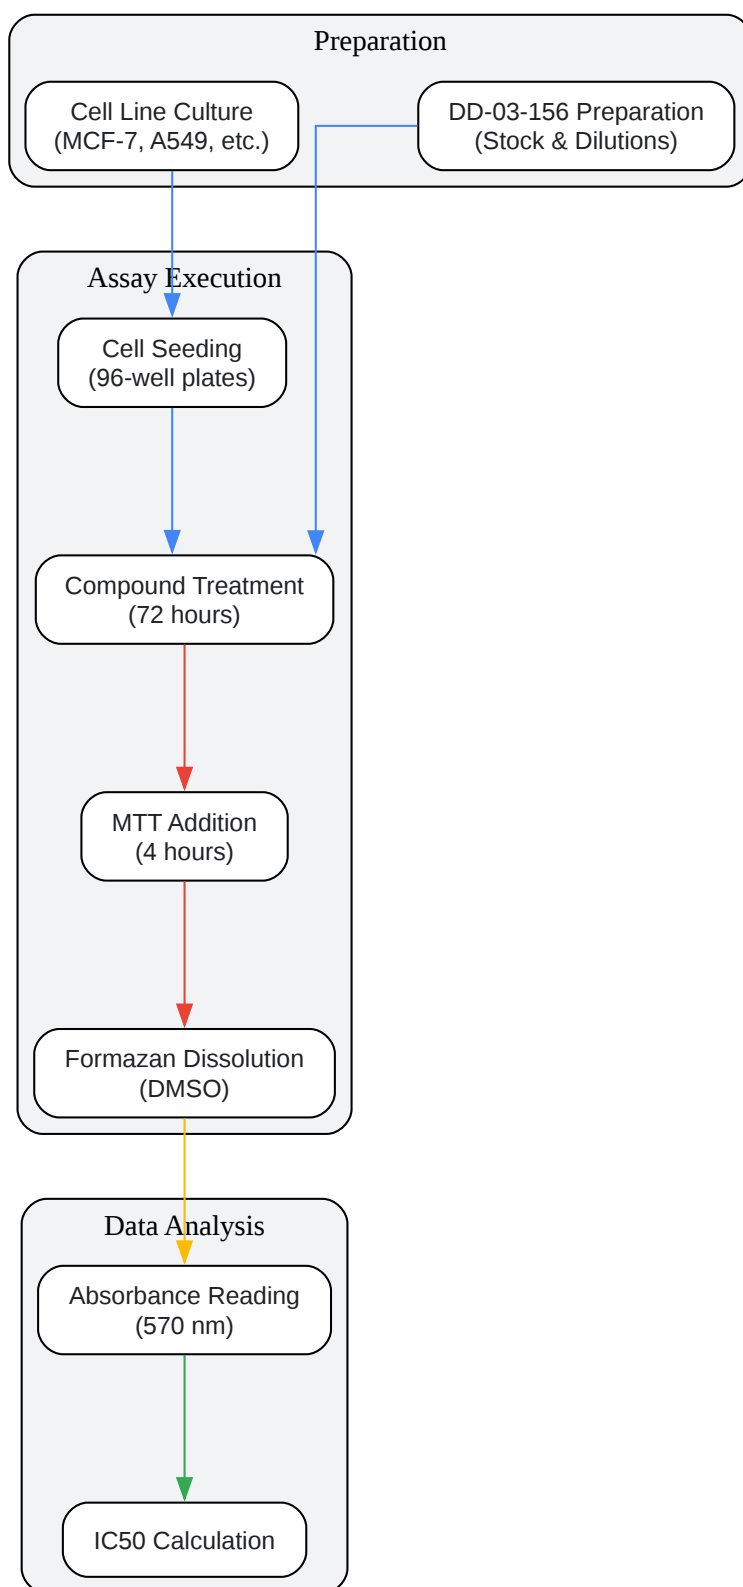 Preparation
Cell Line Culture
(MCF-7, A549, etc.)
DD-03-156 Preparation
(Stock & Dilutions)
Assay Execution
Cell Seeding
(96-well plates)
Compound Treatment
(72 hours)
MTT Addition
(4 hours)
Formazan Dissolution
(DMSO)
Data Analysis
Absorbance Reading
(570 nm)
IC50 Calculation